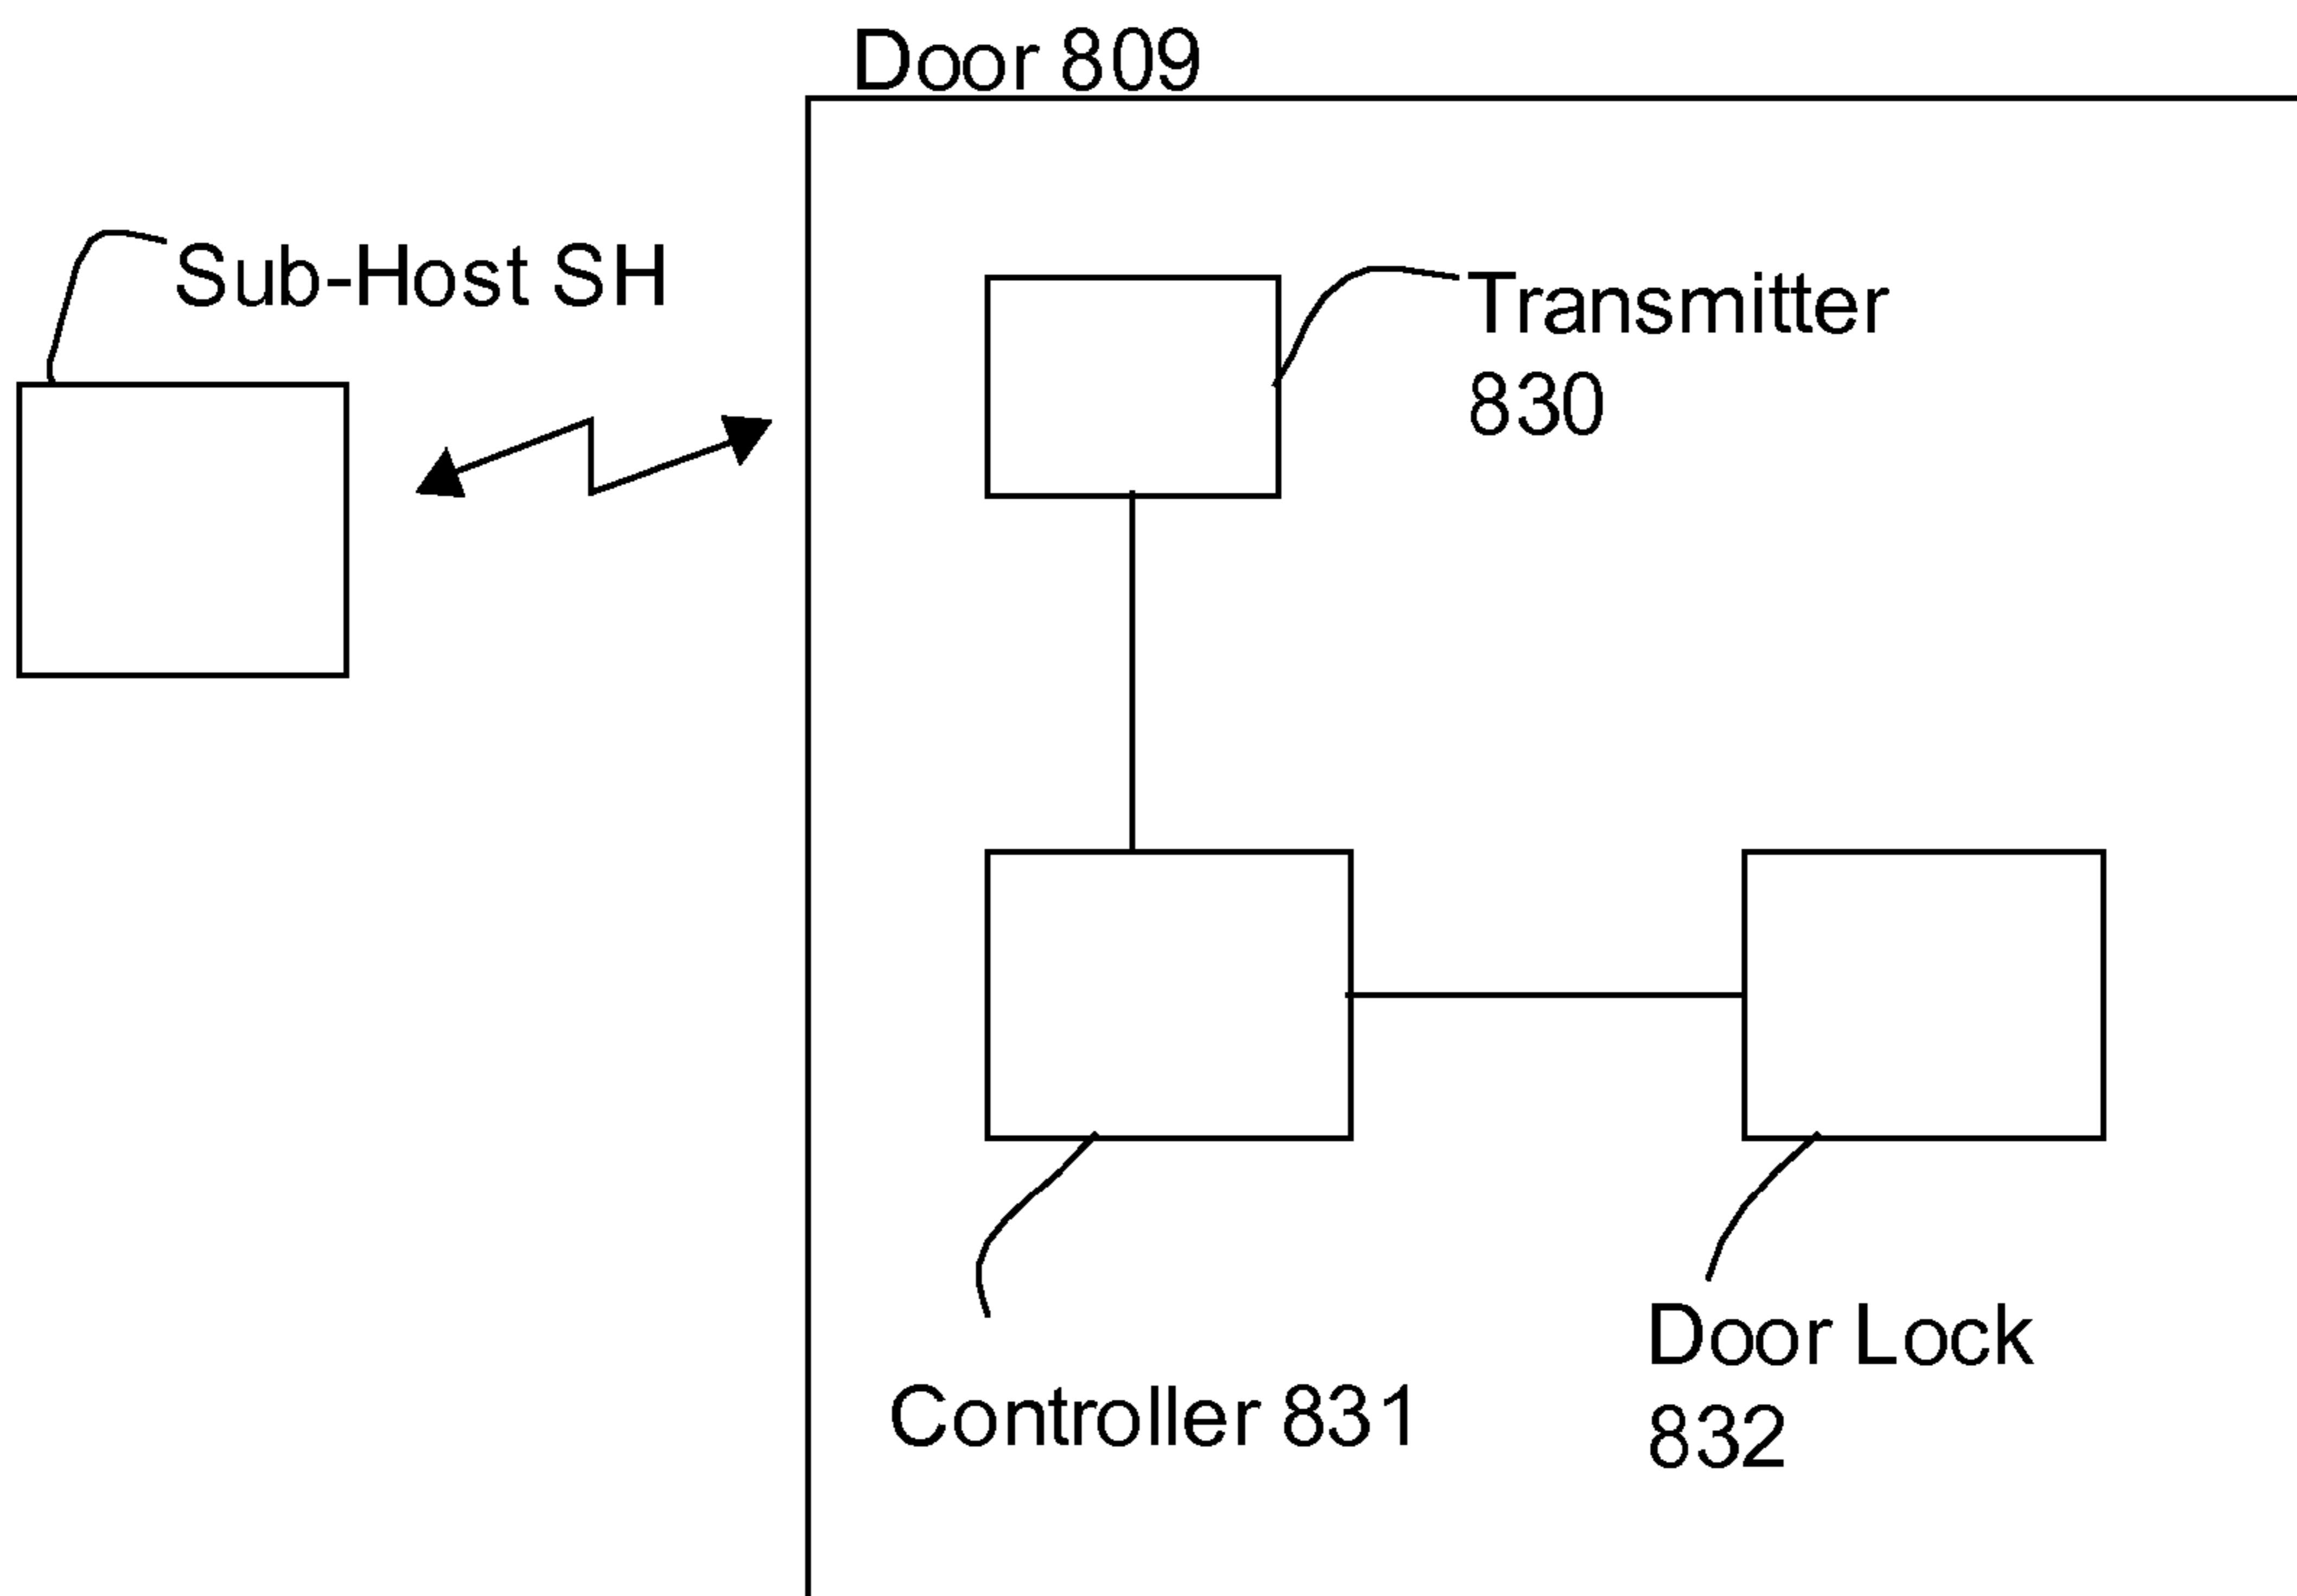 Door 809
Sub-Host SH
Transmitter
830
Controller 831
Door Lock
832